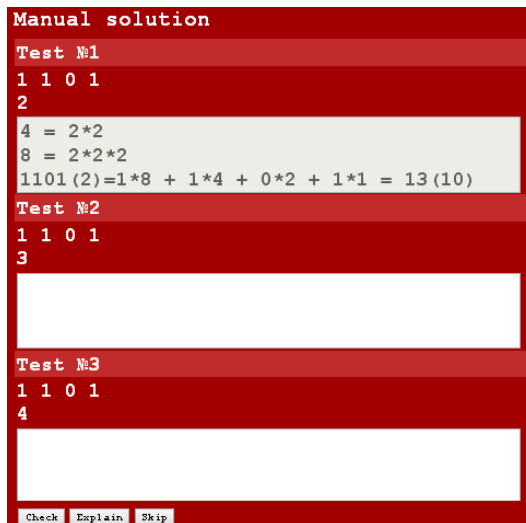 Manual solution
Test №1
1 1 0 1
2
4 = 2*2
8 = 2*2*2
1101(2)=1*8 + 1*4 + 0*2 + 1*1 = 13(10)
Test №2
1 1 0 1
3
Test №3
1 1 0 1
4
Check Explain Skip